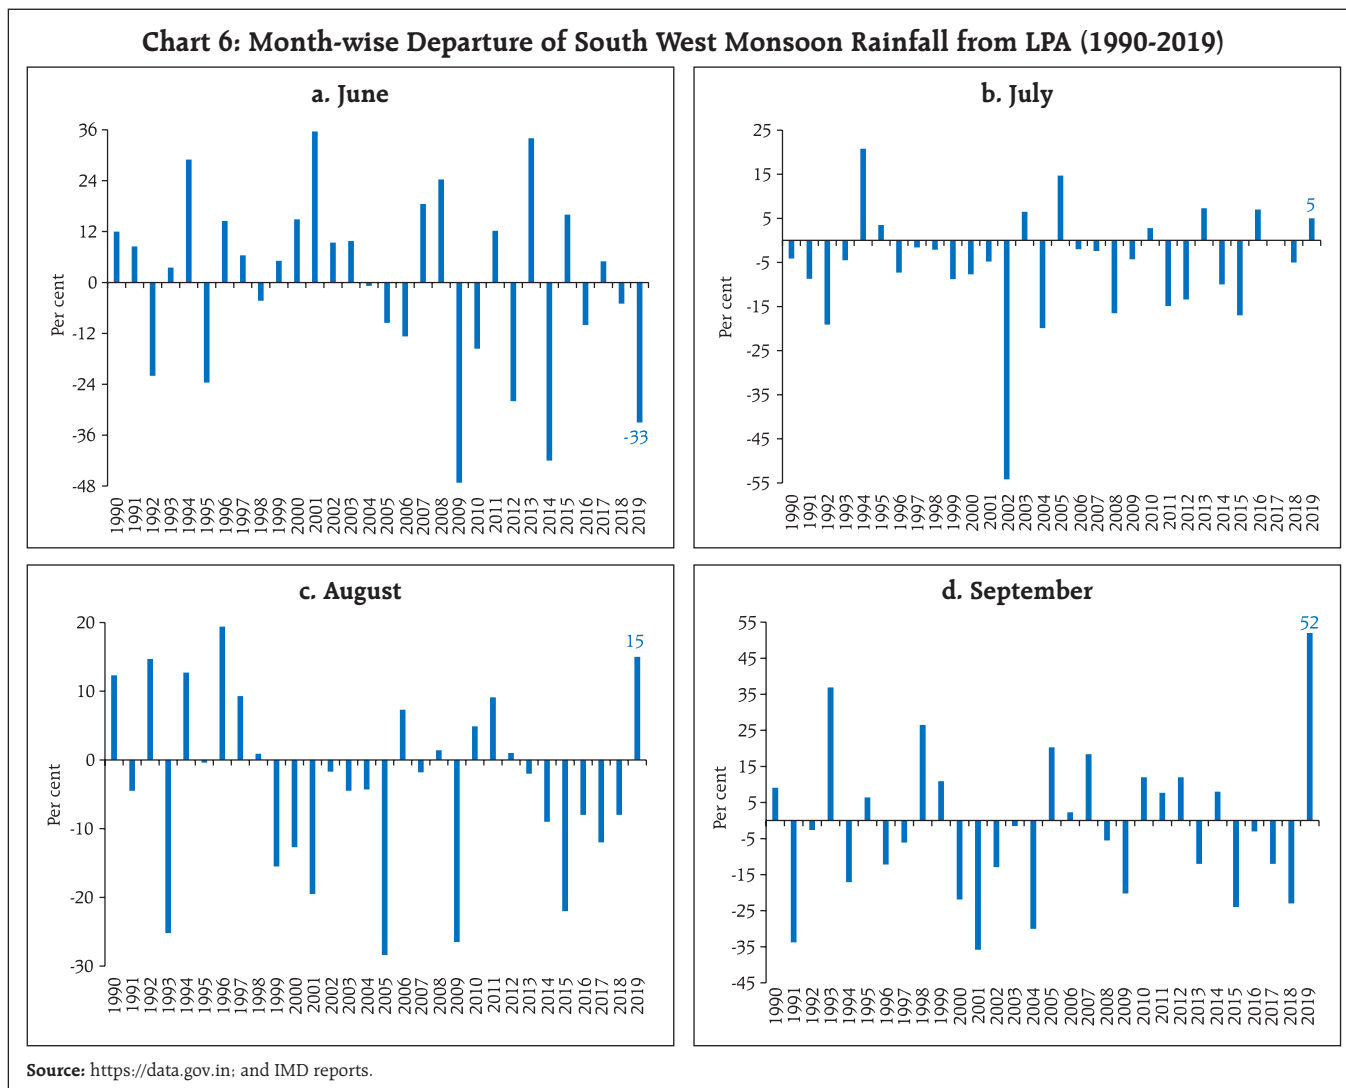 Chart 6: Month-wise Departure of South West Monsoon Rainfall from LPA (1990-2019)
a. June
36
24
12
0
-12
-24
-36
-48
Per cent
-33
1990 1991 1992 1993 1994 1995 1996 1997 1998 1999 2000 2001 2002 2003 2004 2005 2006 2007 2008 2009 2010 2011 2012 2013 2014 2015 2016 2017 2018 2019
b. July
25
15
5
-5
-15
-25
-35
-45
-55
Per cent
5
1990 1991 1992 1993 1994 1995 1996 1997 1998 1999 2000 2001 2002 2003 2004 2005 2006 2007 2008 2009 2010 2011 2012 2013 2014 2015 2016 2017 2018 2019
c. August
20
10
0
-10
-20
-30
Per cent
15
1990 1991 1992 1993 1994 1995 1996 1997 1998 1999 2000 2001 2002 2003 2004 2005 2006 2007 2008 2009 2010 2011 2012 2013 2014 2015 2016 2017 2018 2019
d. September
55
45
35
25
15
5
-5
-15
-25
-35
-45
Per cent
52
1990 1991 1992 1993 1994 1995 1996 1997 1998 1999 2000 2001 2002 2003 2004 2005 2006 2007 2008 2009 2010 2011 2012 2013 2014 2015 2016 2017 2018 2019
Source: https://data.gov.in; and IMD reports.